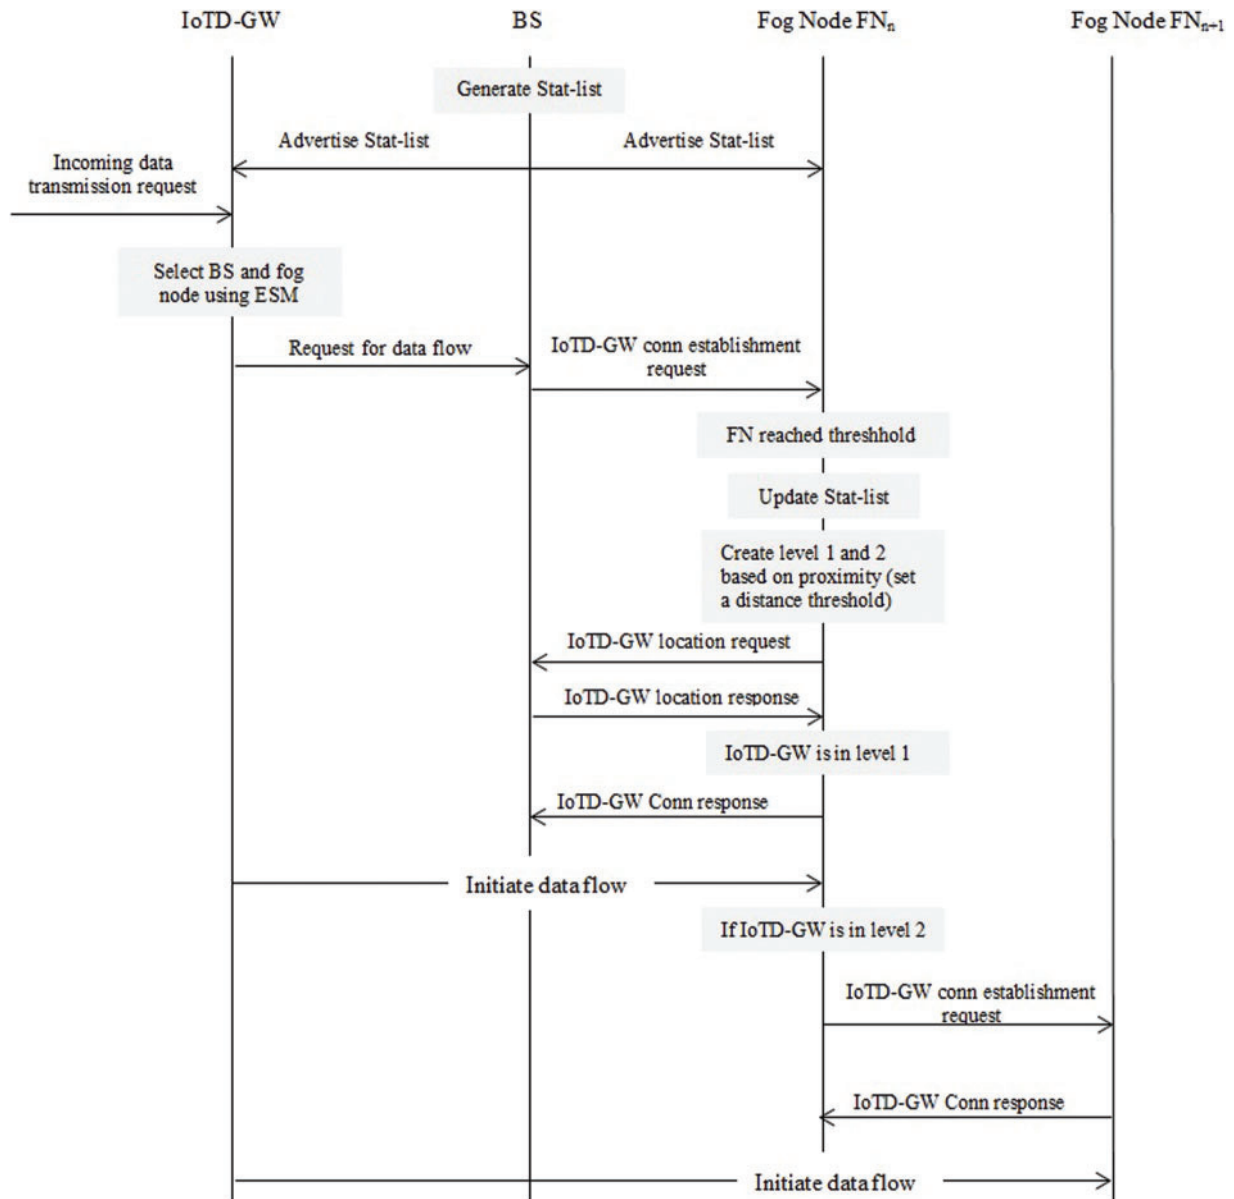 IoTD-GW
BS
Fog Node FNn
Fog Node FNn+1
Generate Stat-list
Advertise Stat-list
Advertise Stat-list
Incoming data
transmission request
Select BS and fog
node using ESM
Request for data flow
IoTD-GW conn establishment
request
FN reached threshhold
Update Stat-list
Create level 1 and 2
based on proximity (set
a distance threshold)
IoTD-GW location request
IoTD-GW location response
IoTD-GW is in level 1
IoTD-GW Conn response
Initiate data flow
If IoTD-GW is in level 2
IoTD-GW conn establishment
request
IoTD-GW Conn response
Initiate data flow